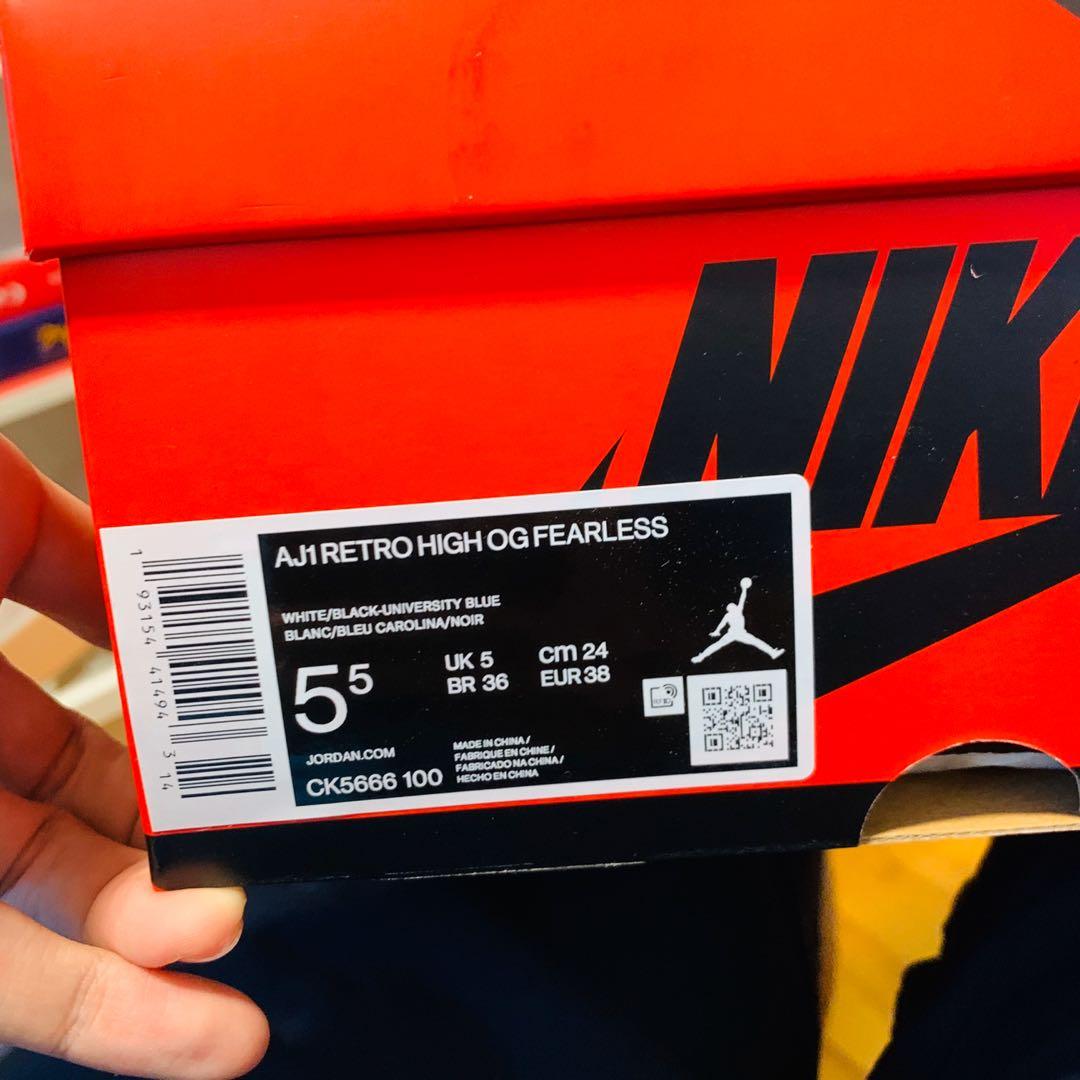 NIK
AJ1 RETRO HIGH OG FEARLESS
WHITE/BLACK-UNIVERSITY BLUE
BLANC/BLEU CAROLINA/NOIR
5 5
UK 5
BR 36
cm 24
EUR 38
JORDAN.COM
CK5666 100
MADE IN CHINA /
FABRIQUE EN CHINE /
FABRICADO NA CHINA /
HECHO EN CHINA
1 93154 41494 3 14